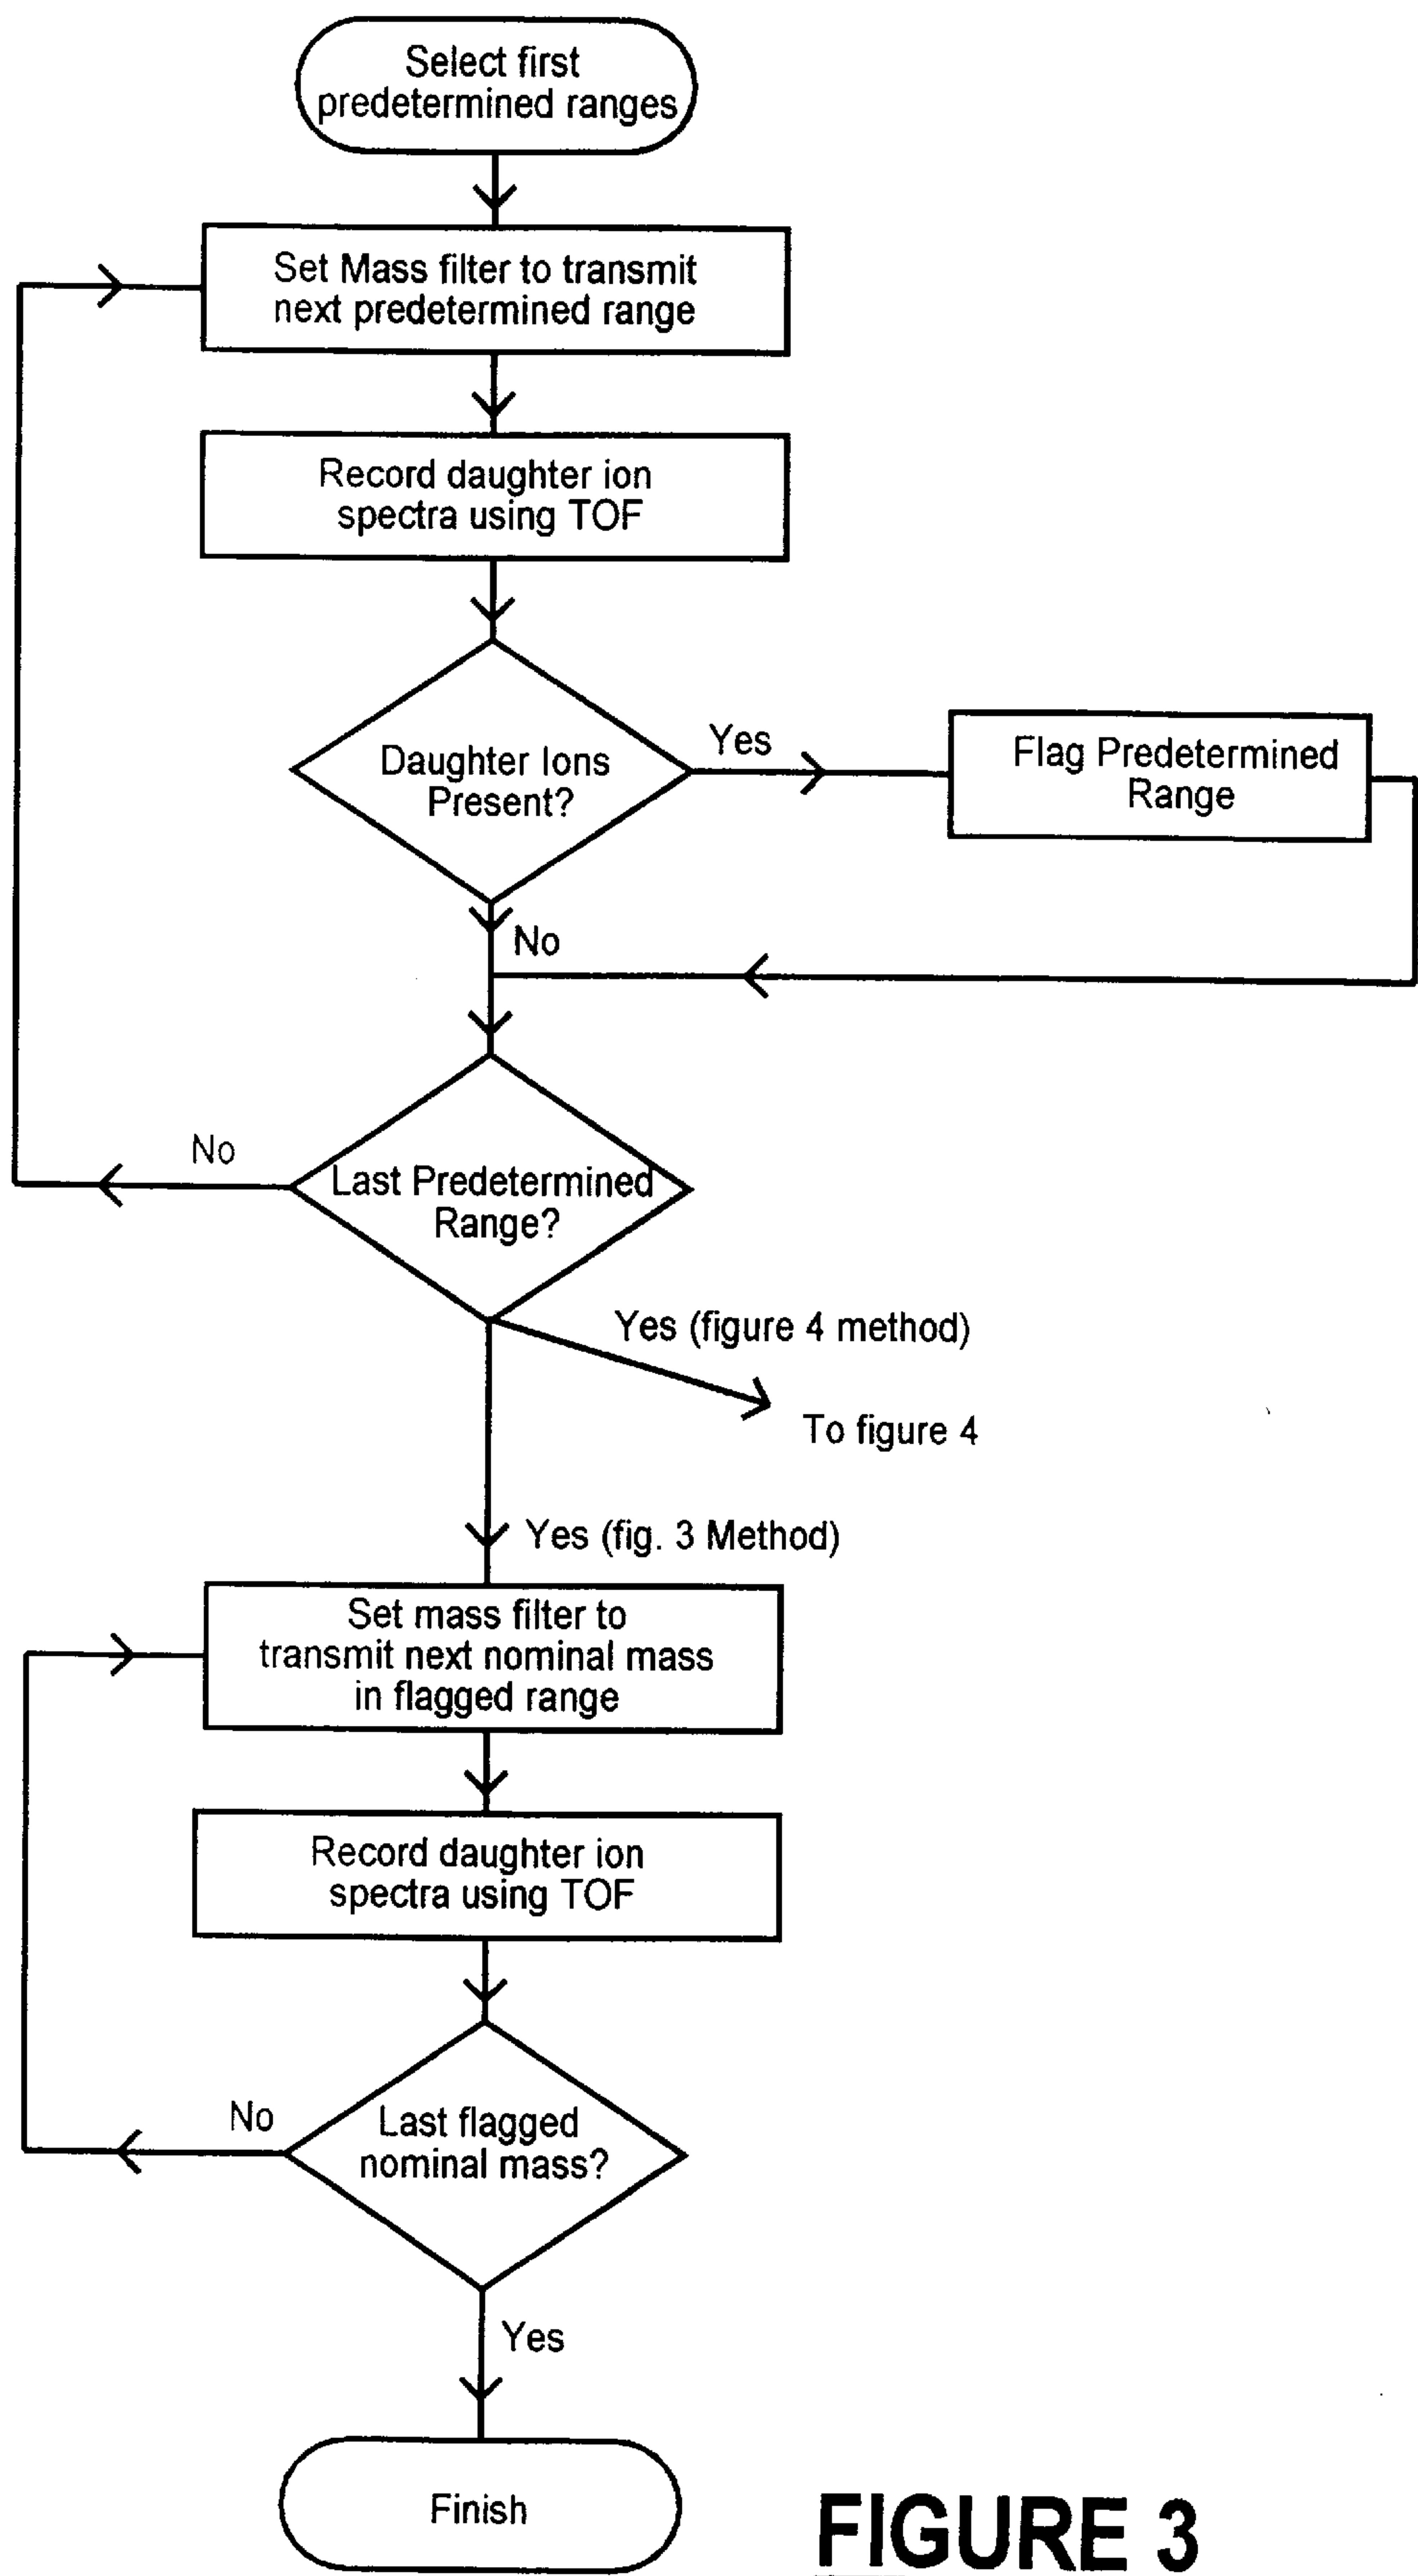 Select first
predetermined ranges
Set Mass filter to transmit
next predetermined range
Record daughter ion
spectra using TOF
Daughter Ions
Present?
Yes
Flag Predetermined
Range
No
Last Predetermined
Range?
No
Yes (figure 4 method)
To figure 4
Yes (fig. 3 Method)
Set mass filter to
transmit next nominal mass
in flagged range
Record daughter ion
spectra using TOF
Last flagged
nominal mass?
No
Yes
Finish
FIGURE 3